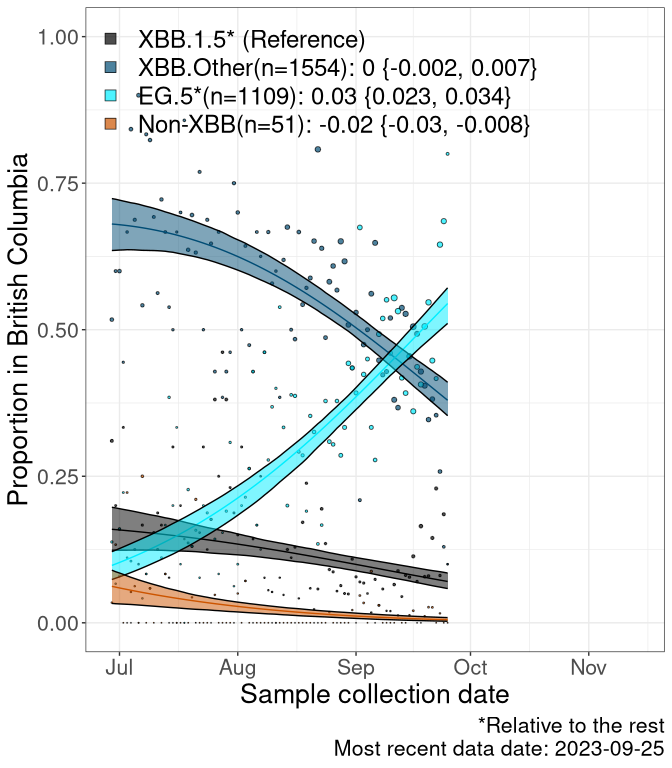 XBB.1.5* (Reference)
XBB.Other(n=1554): 0 {-0.002, 0.007}
EG.5*(n=1109): 0.03 {0.023, 0.034}
Non-XBB(n=51): -0.02 {-0.03, -0.008}
Proportion in British Columbia
1.00
0.75
0.50
0.25
0.00
Jul Aug Sep Oct Nov
Sample collection date
*Relative to the rest
Most recent data date: 2023-09-25